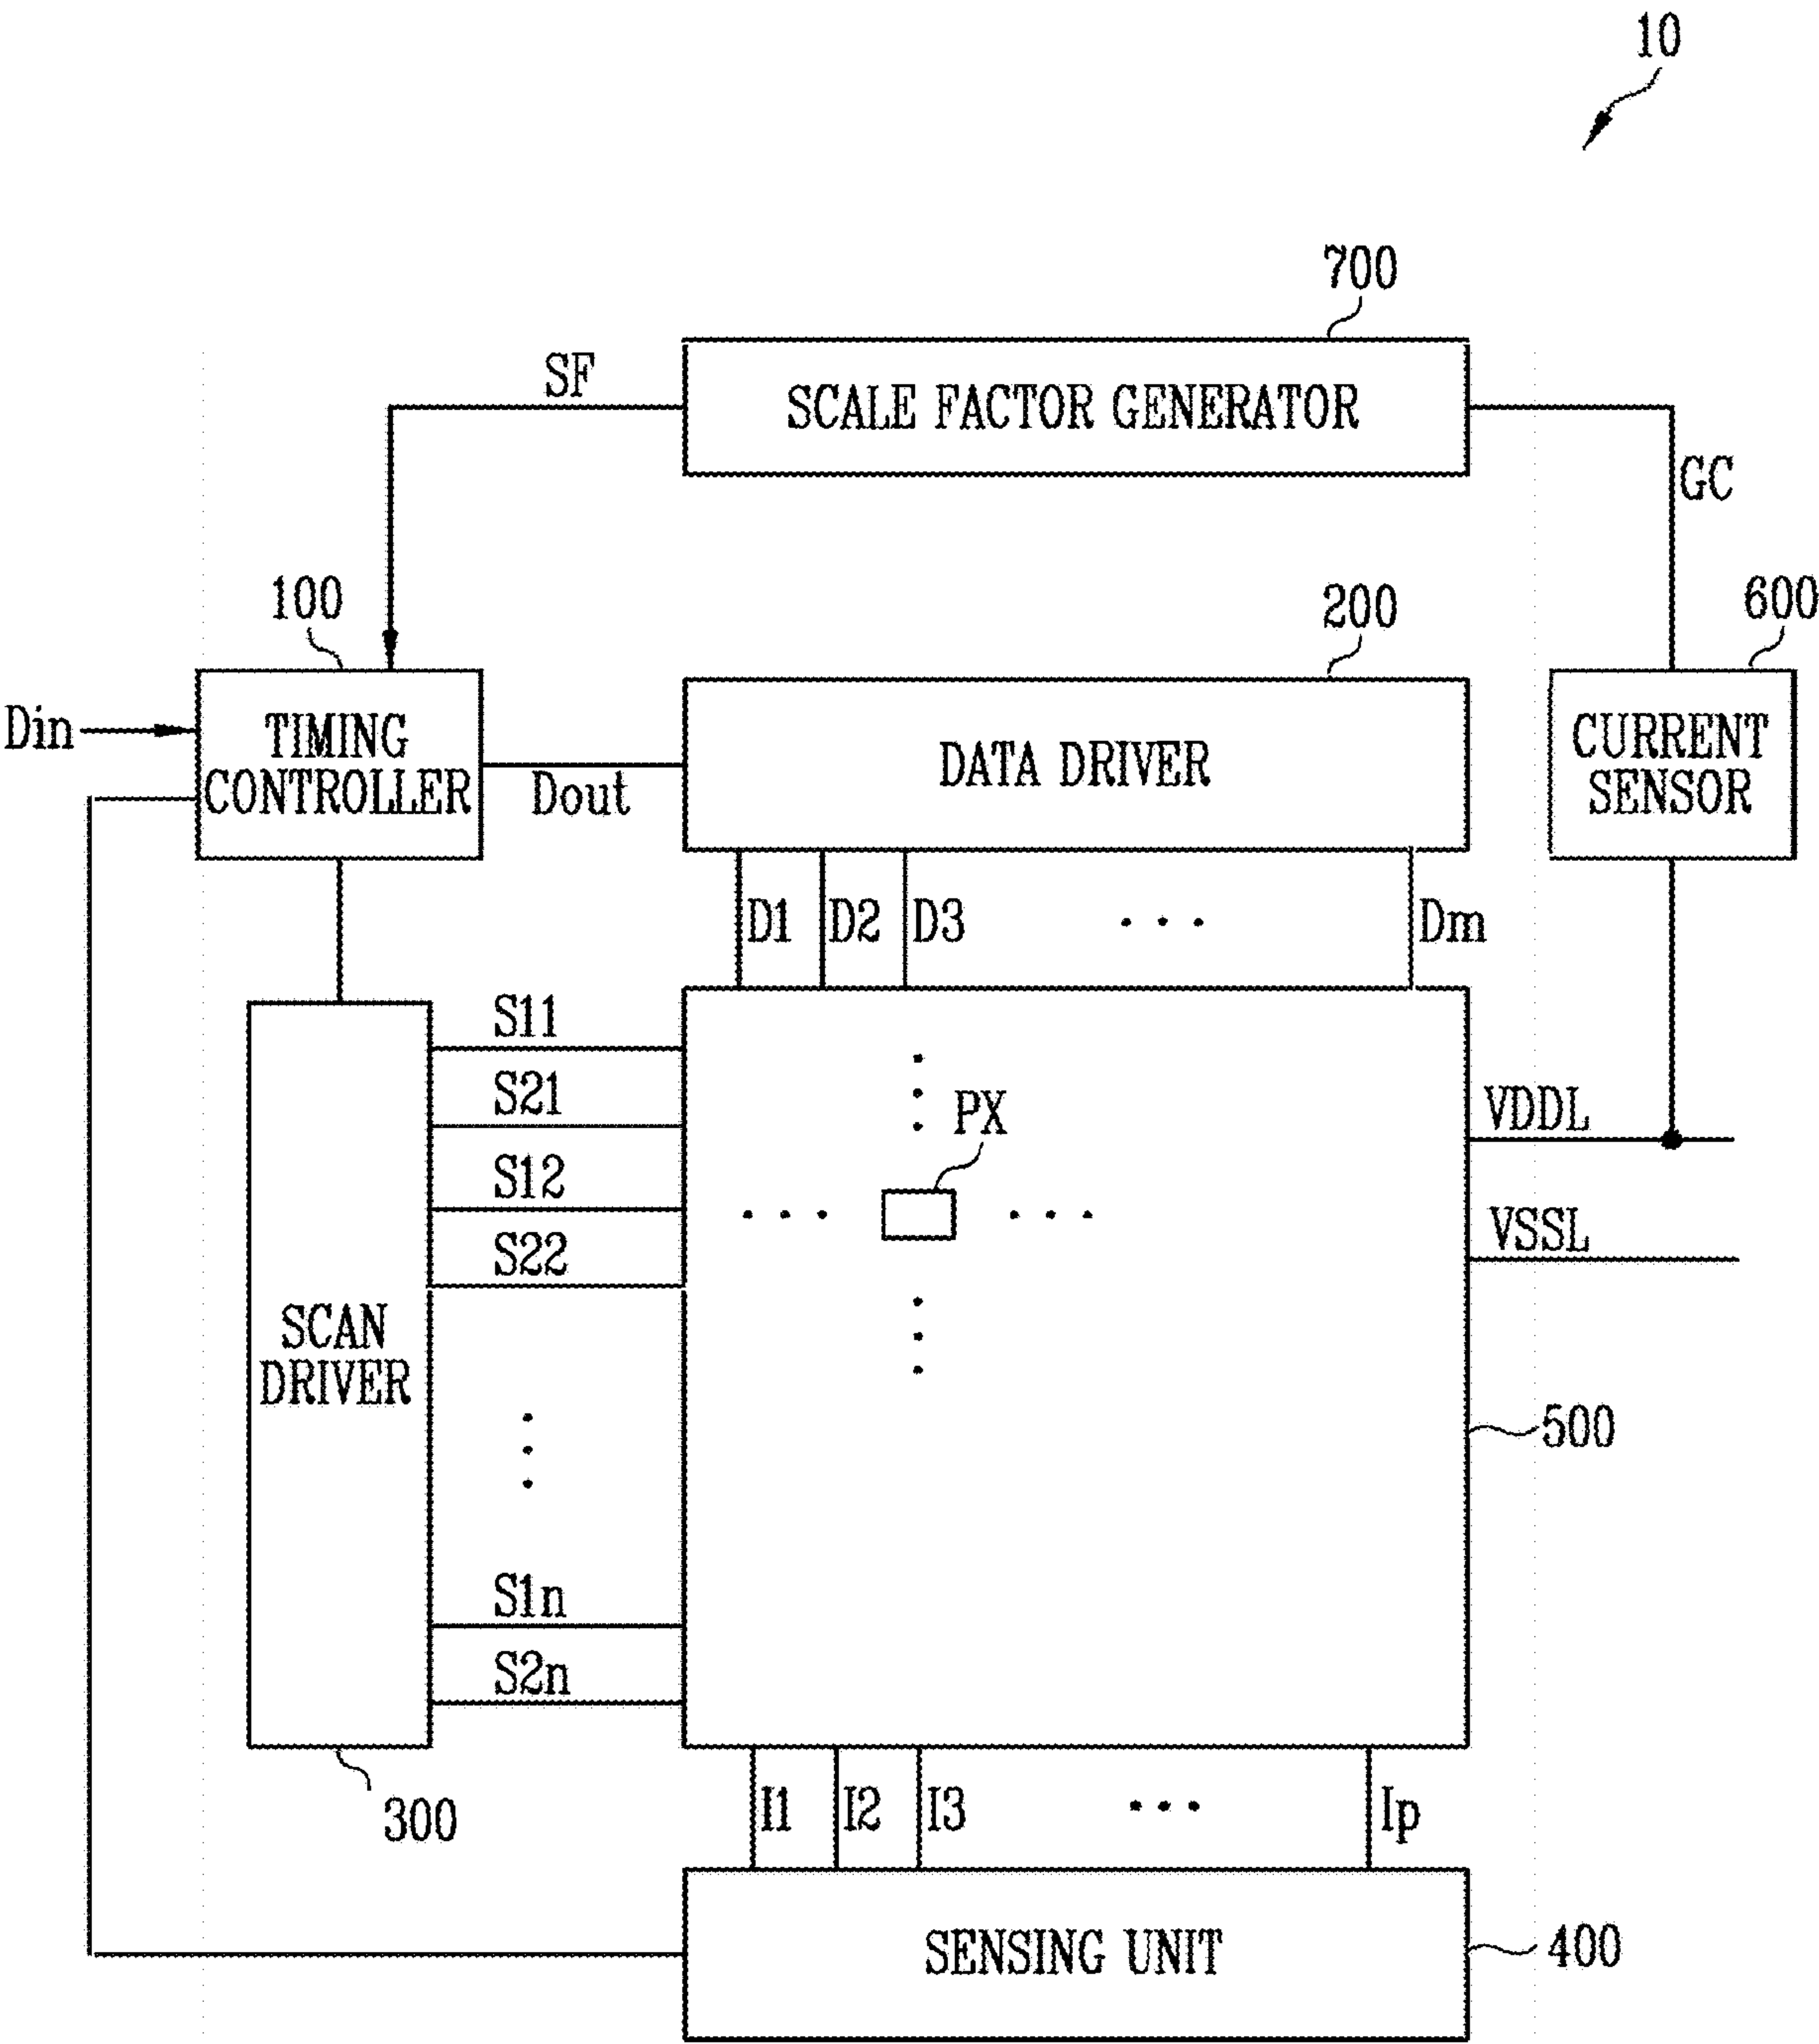 10
700
SF
SCALE FACTOR GENERATOR
GC
100
200
600
Din
TIMING
CONTROLLER
Dout
DATA DRIVER
CURRENT
SENSOR
D1
D2
D3
Dm
S11
S21
PX
VDDL
S12
S22
VSSL
SCAN
DRIVER
500
S1n
S2n
300
I1
I2
I3
Ip
SENSING UNIT
400